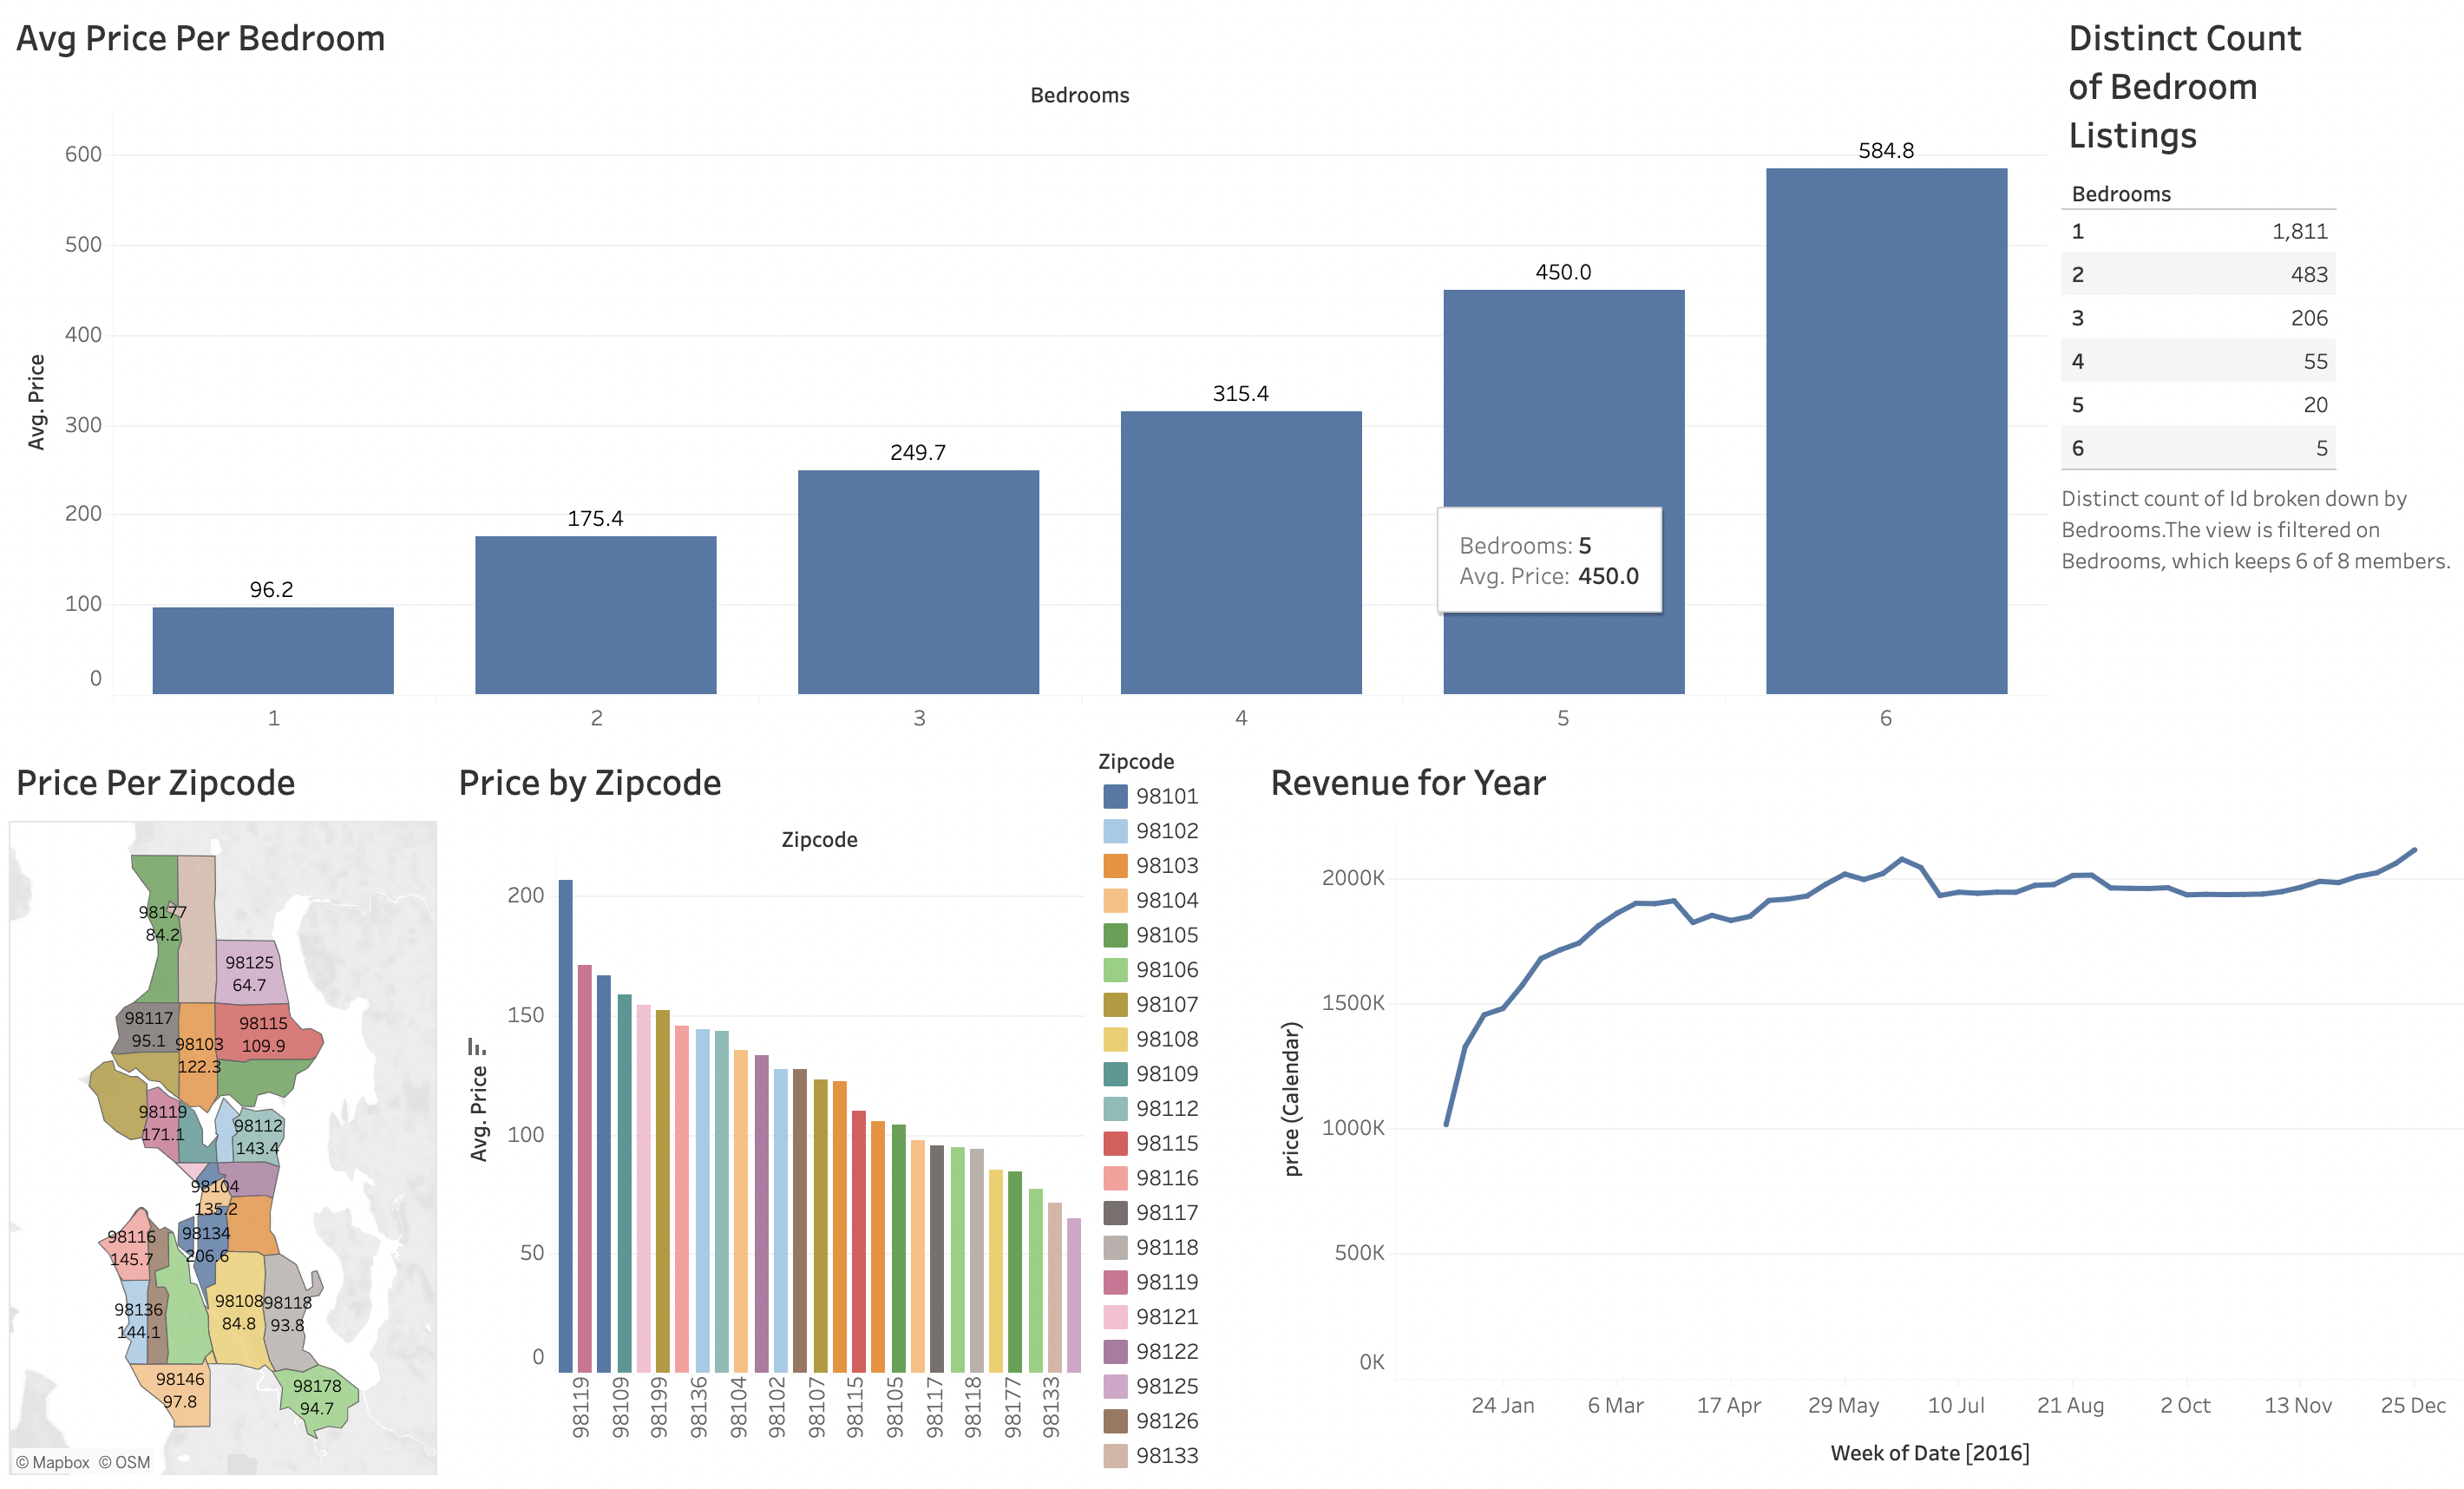 Avg Price Per Bedroom
Bedrooms
Avg. Price
600
500
400
300
200
100
0
96.2
175.4
249.7
315.4
450.0
584.8
Bedrooms: 5
Avg. Price: 450.0
1
2
3
4
5
6
Distinct Count
of Bedroom
Listings
Bedrooms
1 1,811
2 483
3 206
4 55
5 20
6 5
Distinct count of Id broken down by
Bedrooms.The view is filtered on
Bedrooms, which keeps 6 of 8 members.
Price Per Zipcode
98177
84.2
98125
64.7
98117
95.1
98103
122.3
98115
109.9
98119
171.1
98112
143.4
98104
135.2
98134
206.6
98116
145.7
98136
144.1
98108
84.8
98118
93.8
98146
97.8
98178
94.7
© Mapbox © OSM
Price by Zipcode
Zipcode
Avg. Price
200
150
100
50
0
98119
98109
98199
98136
98104
98102
98107
98115
98105
98117
98118
98177
98133
Zipcode
98101
98102
98103
98104
98105
98106
98107
98108
98109
98112
98115
98116
98117
98118
98119
98121
98122
98125
98126
98133
Revenue for Year
price (Calendar)
2000K
1500K
1000K
500K
0K
24 Jan
6 Mar
17 Apr
29 May
10 Jul
21 Aug
2 Oct
13 Nov
25 Dec
Week of Date [2016]